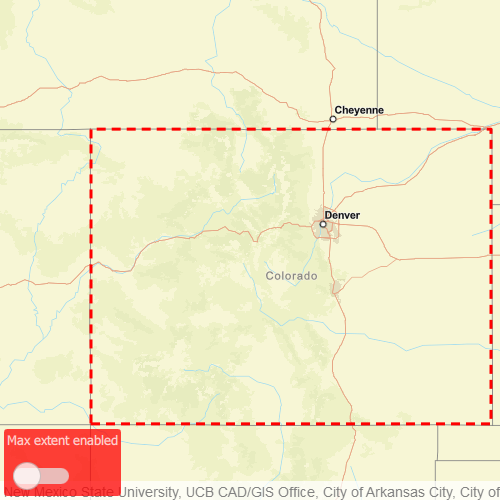 Cheyenne
Denver
Colorado
Max extent enabled
New Mexico State University, UCB CAD/GIS Office, City of Arkansas City, City of